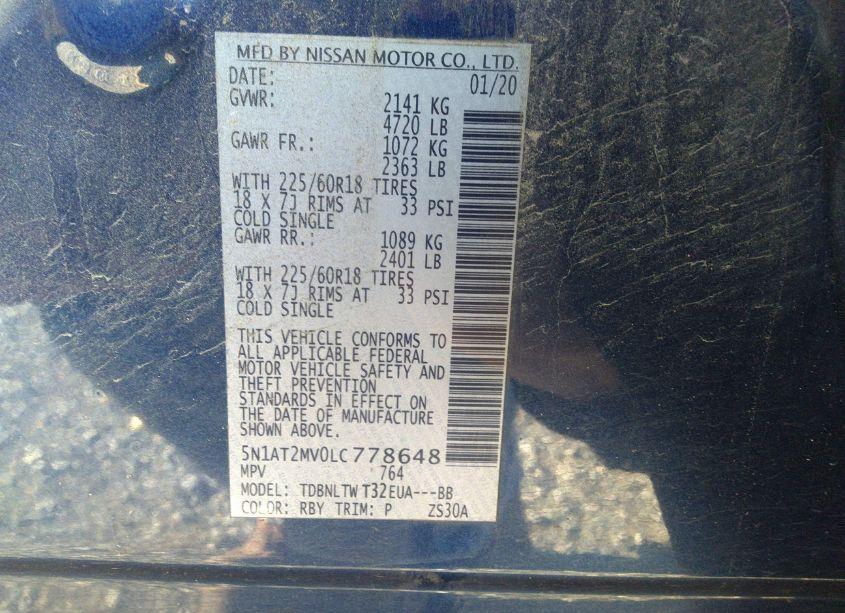 MFD BY NISSAN MOTOR CO., LTD.
DATE: 01/20
GVWR: 2141 KG
4720 LB
GAWR FR.: 1072 KG
2363 LB
WITH 225/60R18 TIRES
18 X 7J RIMS AT 33 PSI
COLD SINGLE
GAWR RR.: 1089 KG
2401 LB
WITH 225/60R18 TIRES
18 X 7J RIMS AT 33 PSI
COLD SINGLE
THIS VEHICLE CONFORMS TO
ALL APPLICABLE FEDERAL
MOTOR VEHICLE SAFETY AND
THEFT PREVENTION
STANDARDS IN EFFECT ON
THE DATE OF MANUFACTURE
SHOWN ABOVE.
5N1AT2MV0LC778648
MPV 764
MODEL: TDBNLTW T32EUA---BB
COLOR: RBY TRIM: P ZS30A